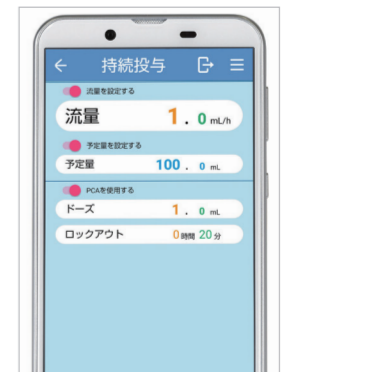 持続投与
流量を設定する
流量 1 . 0 mL/h
予定量を設定する
予定量 100 . 0 mL
PCAを使用する
ドーズ 1 . 0 mL
ロックアウト 0 時間 20 分